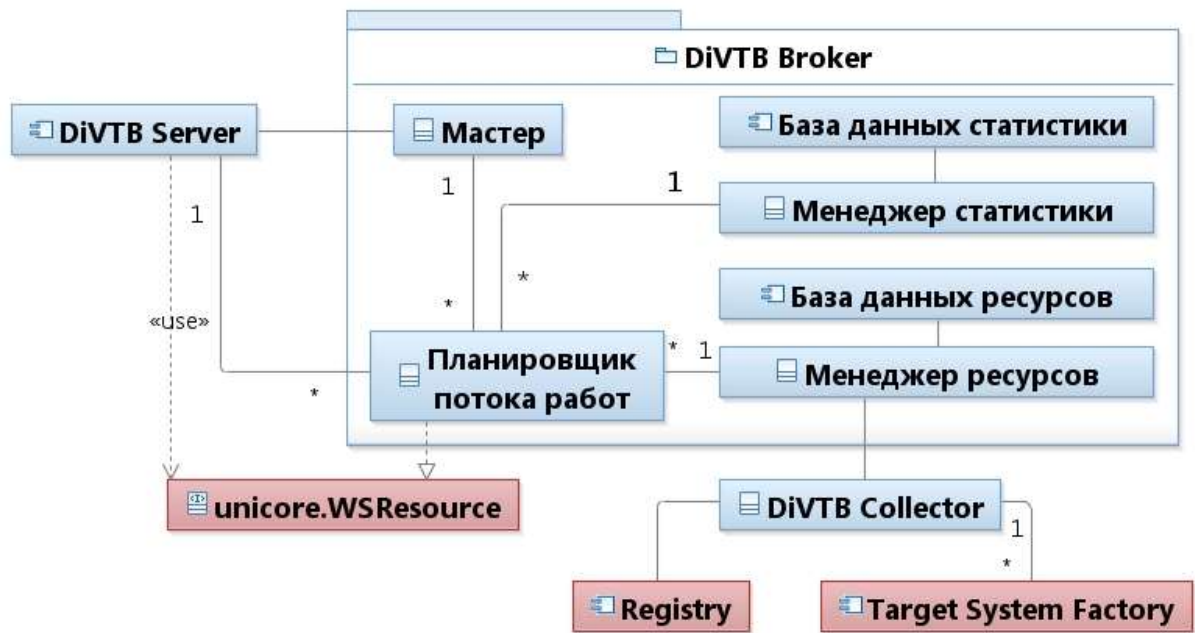 DiVTB Broker
DiVTB Server
Мастер
База данных статистики
1
1
1
Менеджер статистики
*
База данных ресурсов
*
«use»
Планировщик
потока работ
*
1
Менеджер ресурсов
*
unicore.WSResource
DiVTB Collector
1
*
Registry
Target System Factory